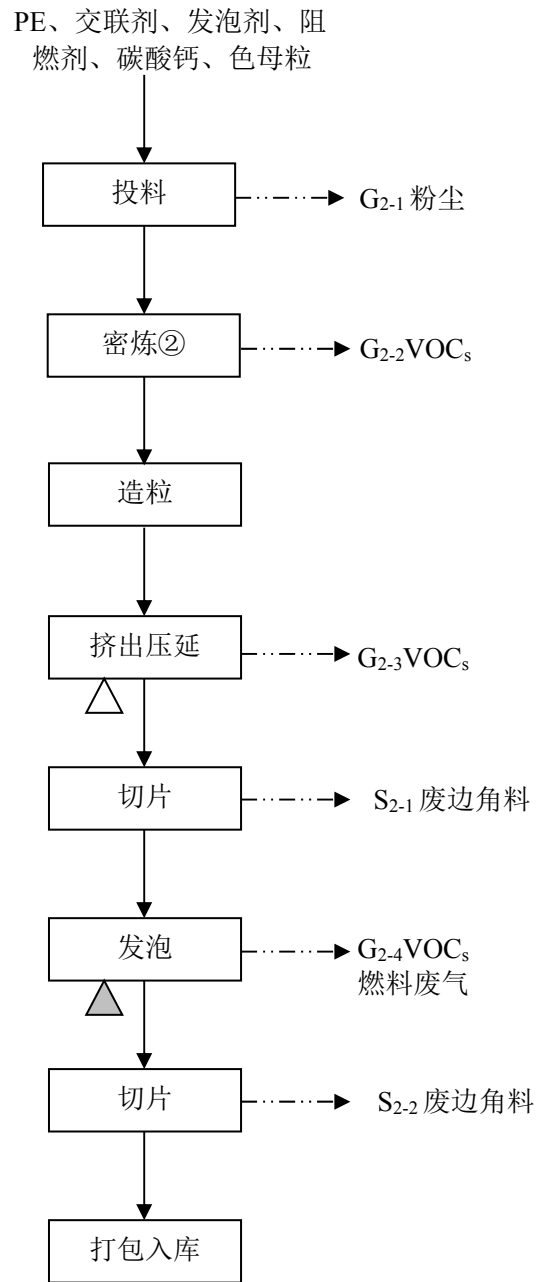 PE、交联剂、发泡剂、阻
燃剂、碳酸钙、色母粒
投料
G2-1 粉尘
密炼②
G2-2VOCs
造粒
挤出压延
G2-3VOCs
切片
S2-1 废边角料
发泡
G2-4VOCs
燃料废气
切片
S2-2 废边角料
打包入库